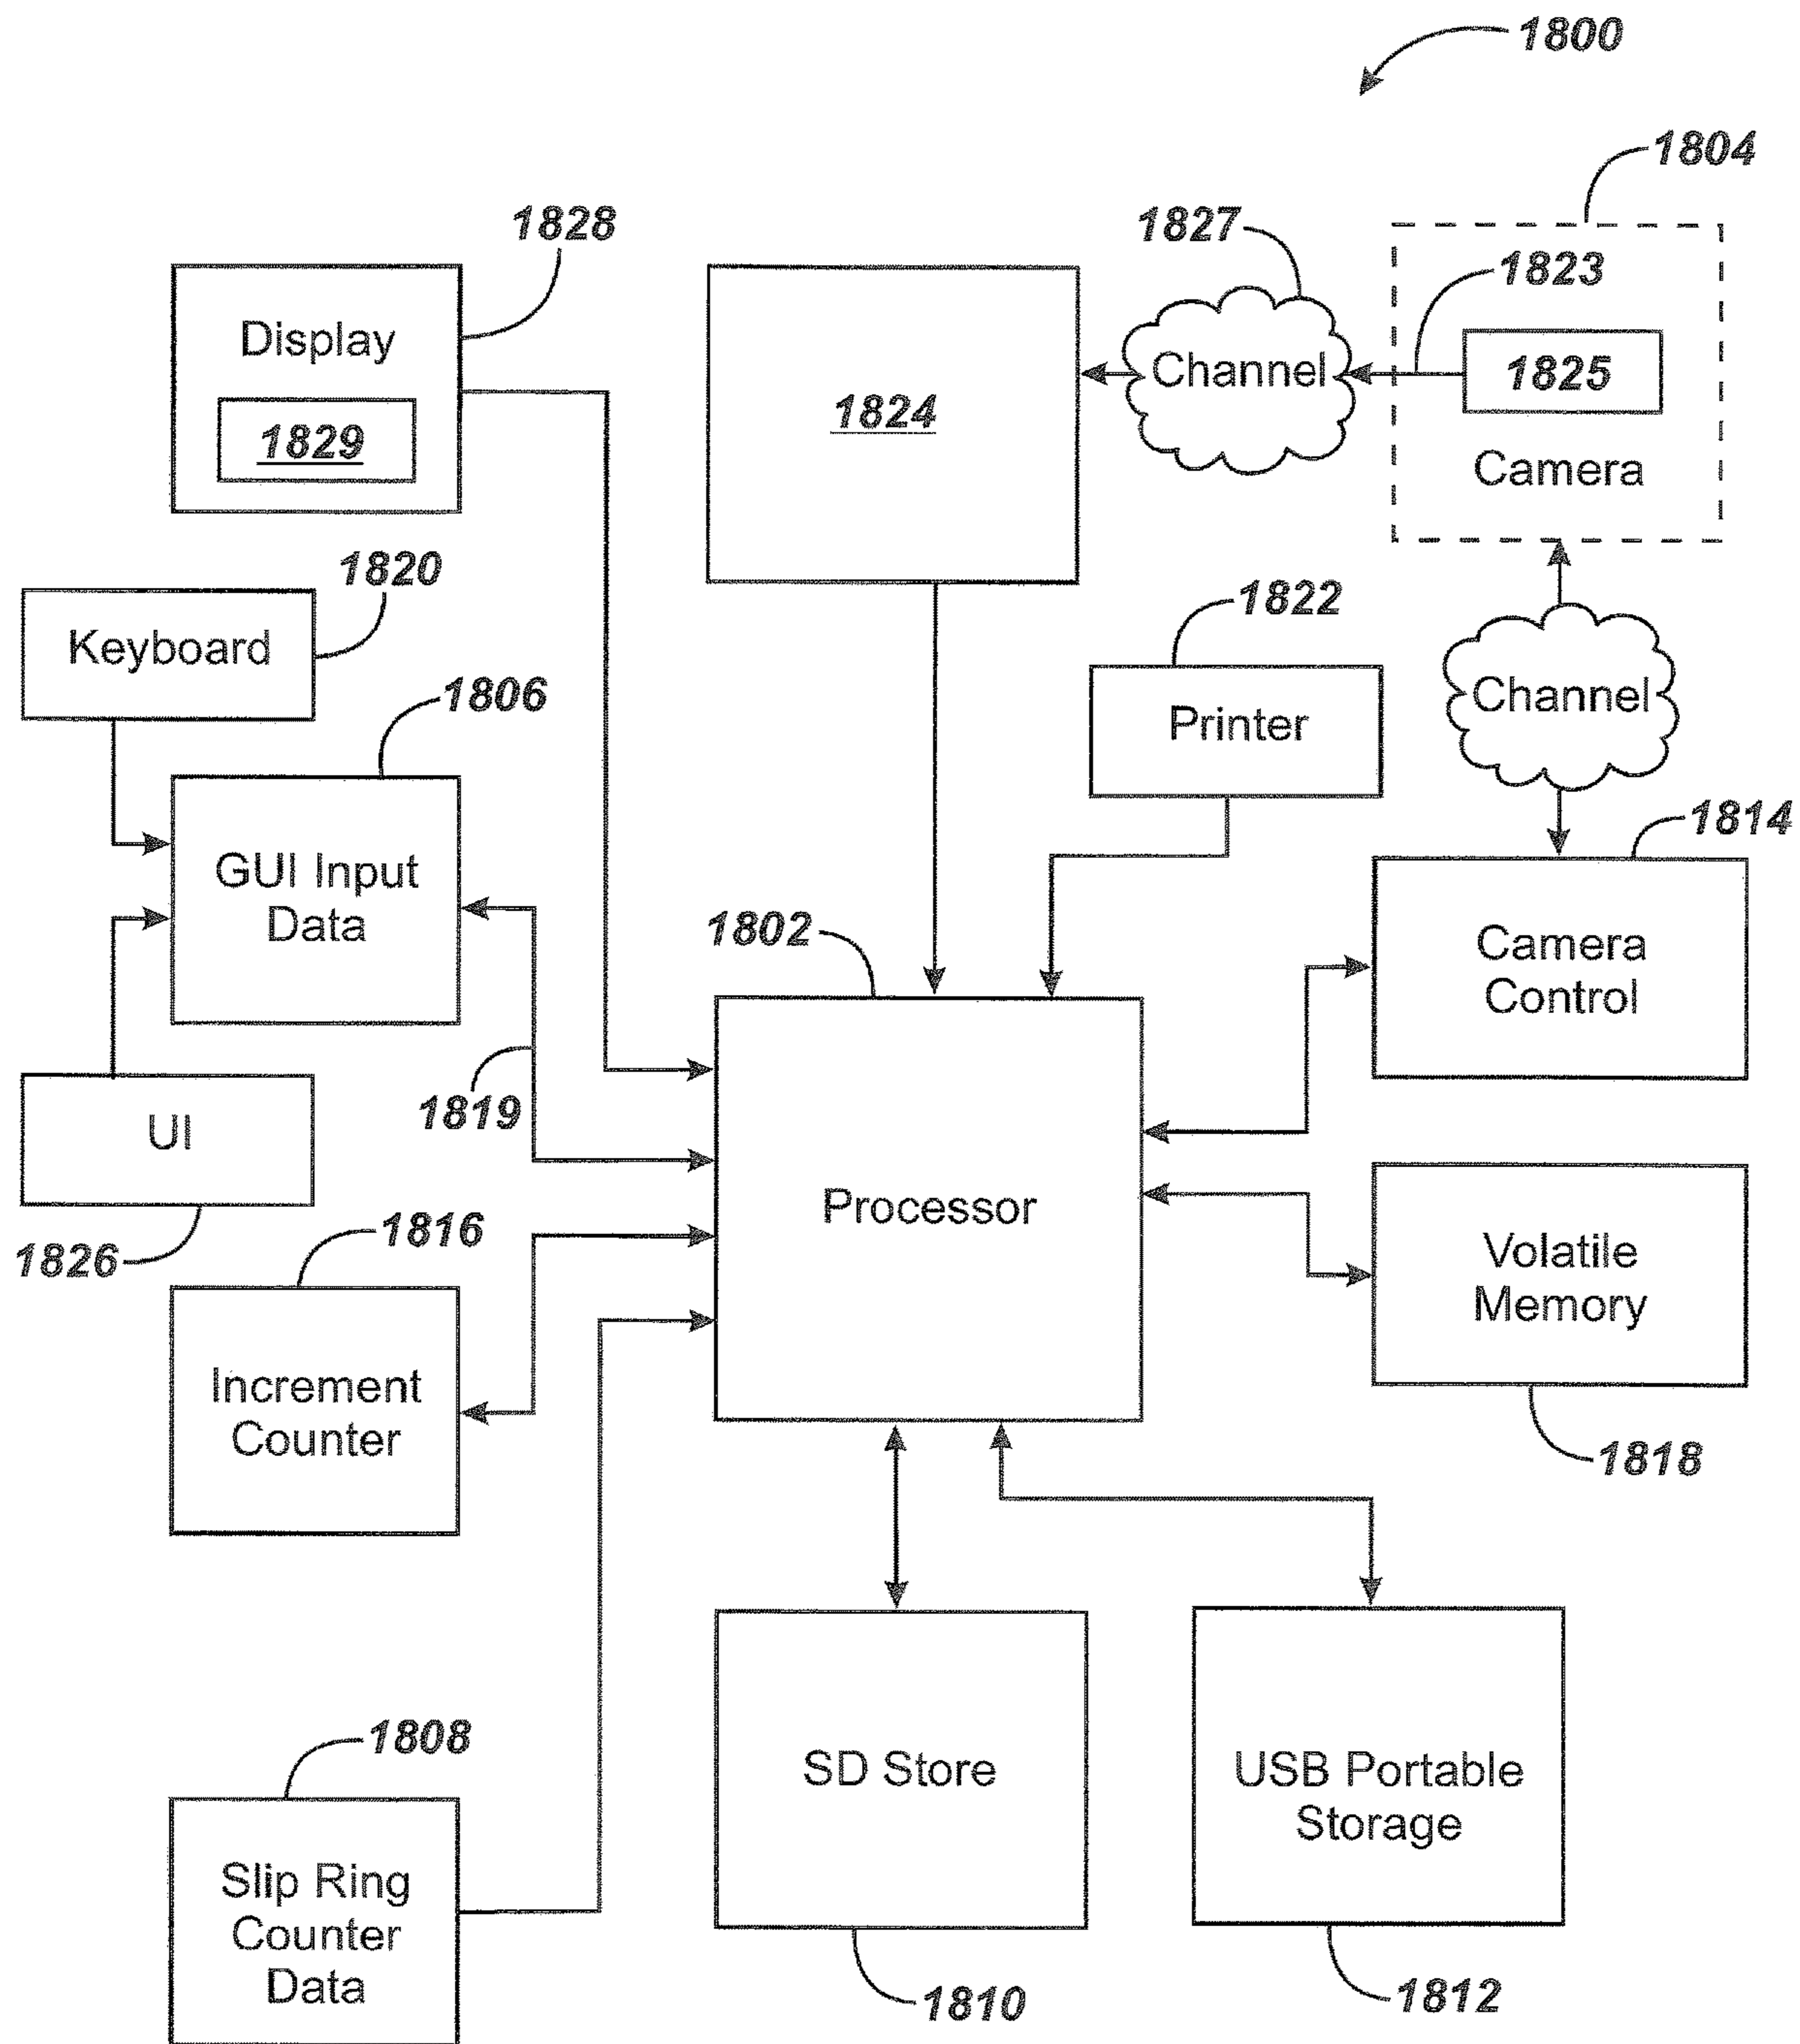 1800
1804
1828
1827
1823
Display
Channel
1825
1829
1824
Camera
1820
1822
Keyboard
1806
Printer
Channel
1814
GUI Input
Data
1802
Camera
Control
1819
UI
Processor
1826
1816
Volatile
Memory
Increment
Counter
1818
1808
SD Store
USB Portable
Storage
Slip Ring
Counter
Data
1810
1812